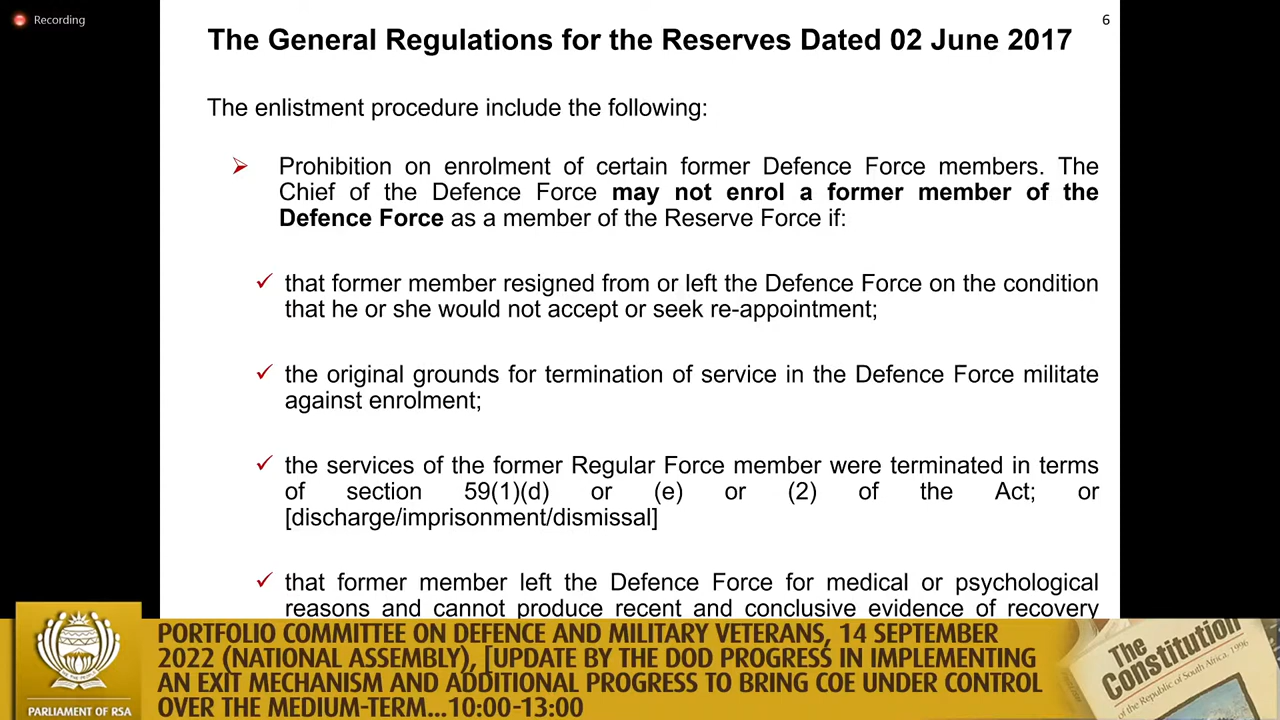 Recording
6
The General Regulations for the Reserves Dated 02 June 2017
The enlistment procedure include the following:
Prohibition on enrolment of certain former Defence Force members. The
Chief of the Defence Force may not enrol a former member of the
Defence Force as a member of the Reserve Force if:
that former member resigned from or left the Defence Force on the condition
that he or she would not accept or seek re-appointment;
the original grounds for termination of service in the Defence Force militate
against enrolment;
the services of the former Regular Force member were terminated in terms
of section 59(1)(d) or (e) or (2) of the Act; or
[discharge/imprisonment/dismissal]
that former member left the Defence Force for medical or psychological
reasons and cannot produce recent and conclusive evidence of recovery
PORTFOLIO COMMITTEE ON DEFENCE AND MILITARY VETERANS, 14 SEPTEMBER
2022 (NATIONAL ASSEMBLY), [UPDATE BY THE DOD PROGRESS IN IMPLEMENTING
AN EXIT MECHANISM AND ADDITIONAL PROGRESS TO BRING COE UNDER CONTROL
OVER THE MEDIUM-TERM...10:00-13:00
PARLIAMENT OF RSA
The
Constitution
of the Republic of South Africa, 1996